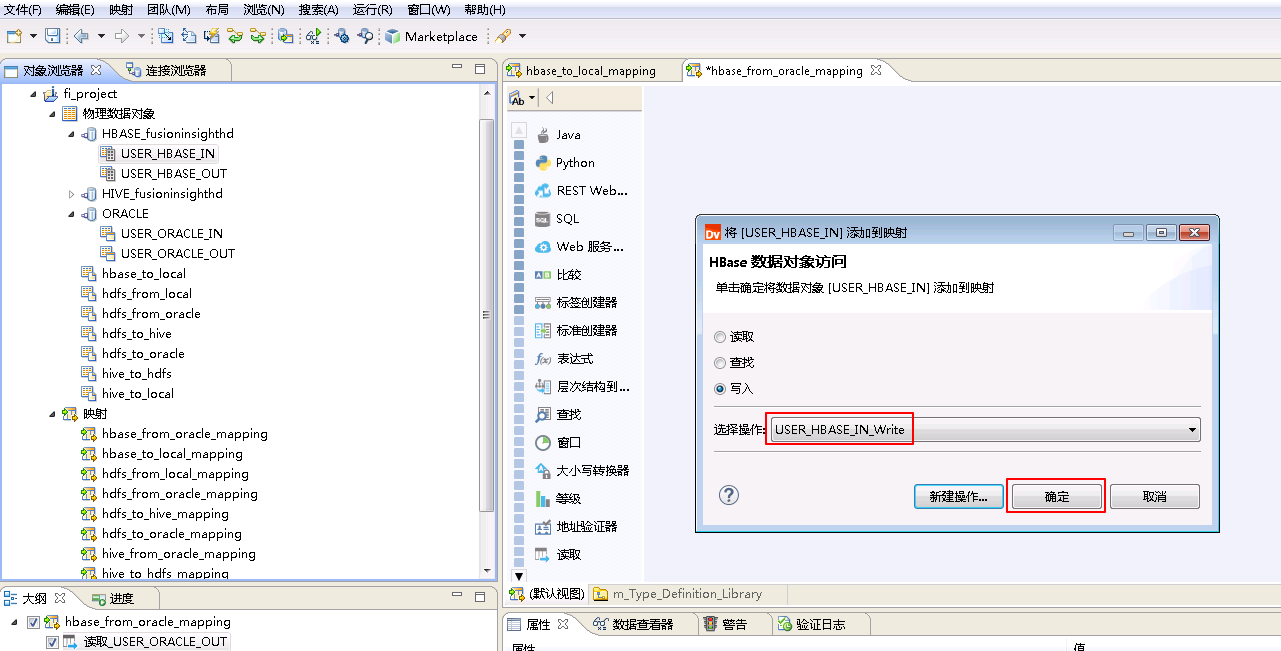 文件(F) 编辑(E) 映射 团队(M) 布局 浏览(N) 搜索(A) 运行(R) 窗口(W) 帮助(H)
Marketplace
对象浏览器
连接浏览器
fi_project
物理数据对象
HBASE_fusioninsighthd
USER_HBASE_IN
USER_HBASE_OUT
HIVE_fusioninsighthd
ORACLE
USER_ORACLE_IN
USER_ORACLE_OUT
hbase_to_local
hdfs_from_local
hdfs_from_oracle
hdfs_to_hive
hdfs_to_oracle
hive_to_hdfs
hive_to_local
映射
hbase_from_oracle_mapping
hbase_to_local_mapping
hdfs_from_local_mapping
hdfs_from_oracle_mapping
hdfs_to_hive_mapping
hdfs_to_oracle_mapping
hive_from_oracle_mapping
hive_to_hdfs_mapping
大纲
进度
hbase_from_oracle_mapping
读取_USER_ORACLE_OUT
hbase_to_local_mapping
*hbase_from_oracle_mapping
Ab
Java
Python
REST Web...
SQL
Web 服务...
比较
标签创建器
标准创建器
表达式
层次结构到...
查找
窗口
大小写转换器
等级
地址验证器
读取
Dv 将 [USER_HBASE_IN] 添加到映射
HBase 数据对象访问
单击确定将数据对象 [USER_HBASE_IN] 添加到映射
读取
查找
写入
选择操作: USER_HBASE_IN_Write
新建操作... 确定 取消
(默认视图)
m_Type_Definition_Library
属性
数据查看器
警告
验证日志
属性 值